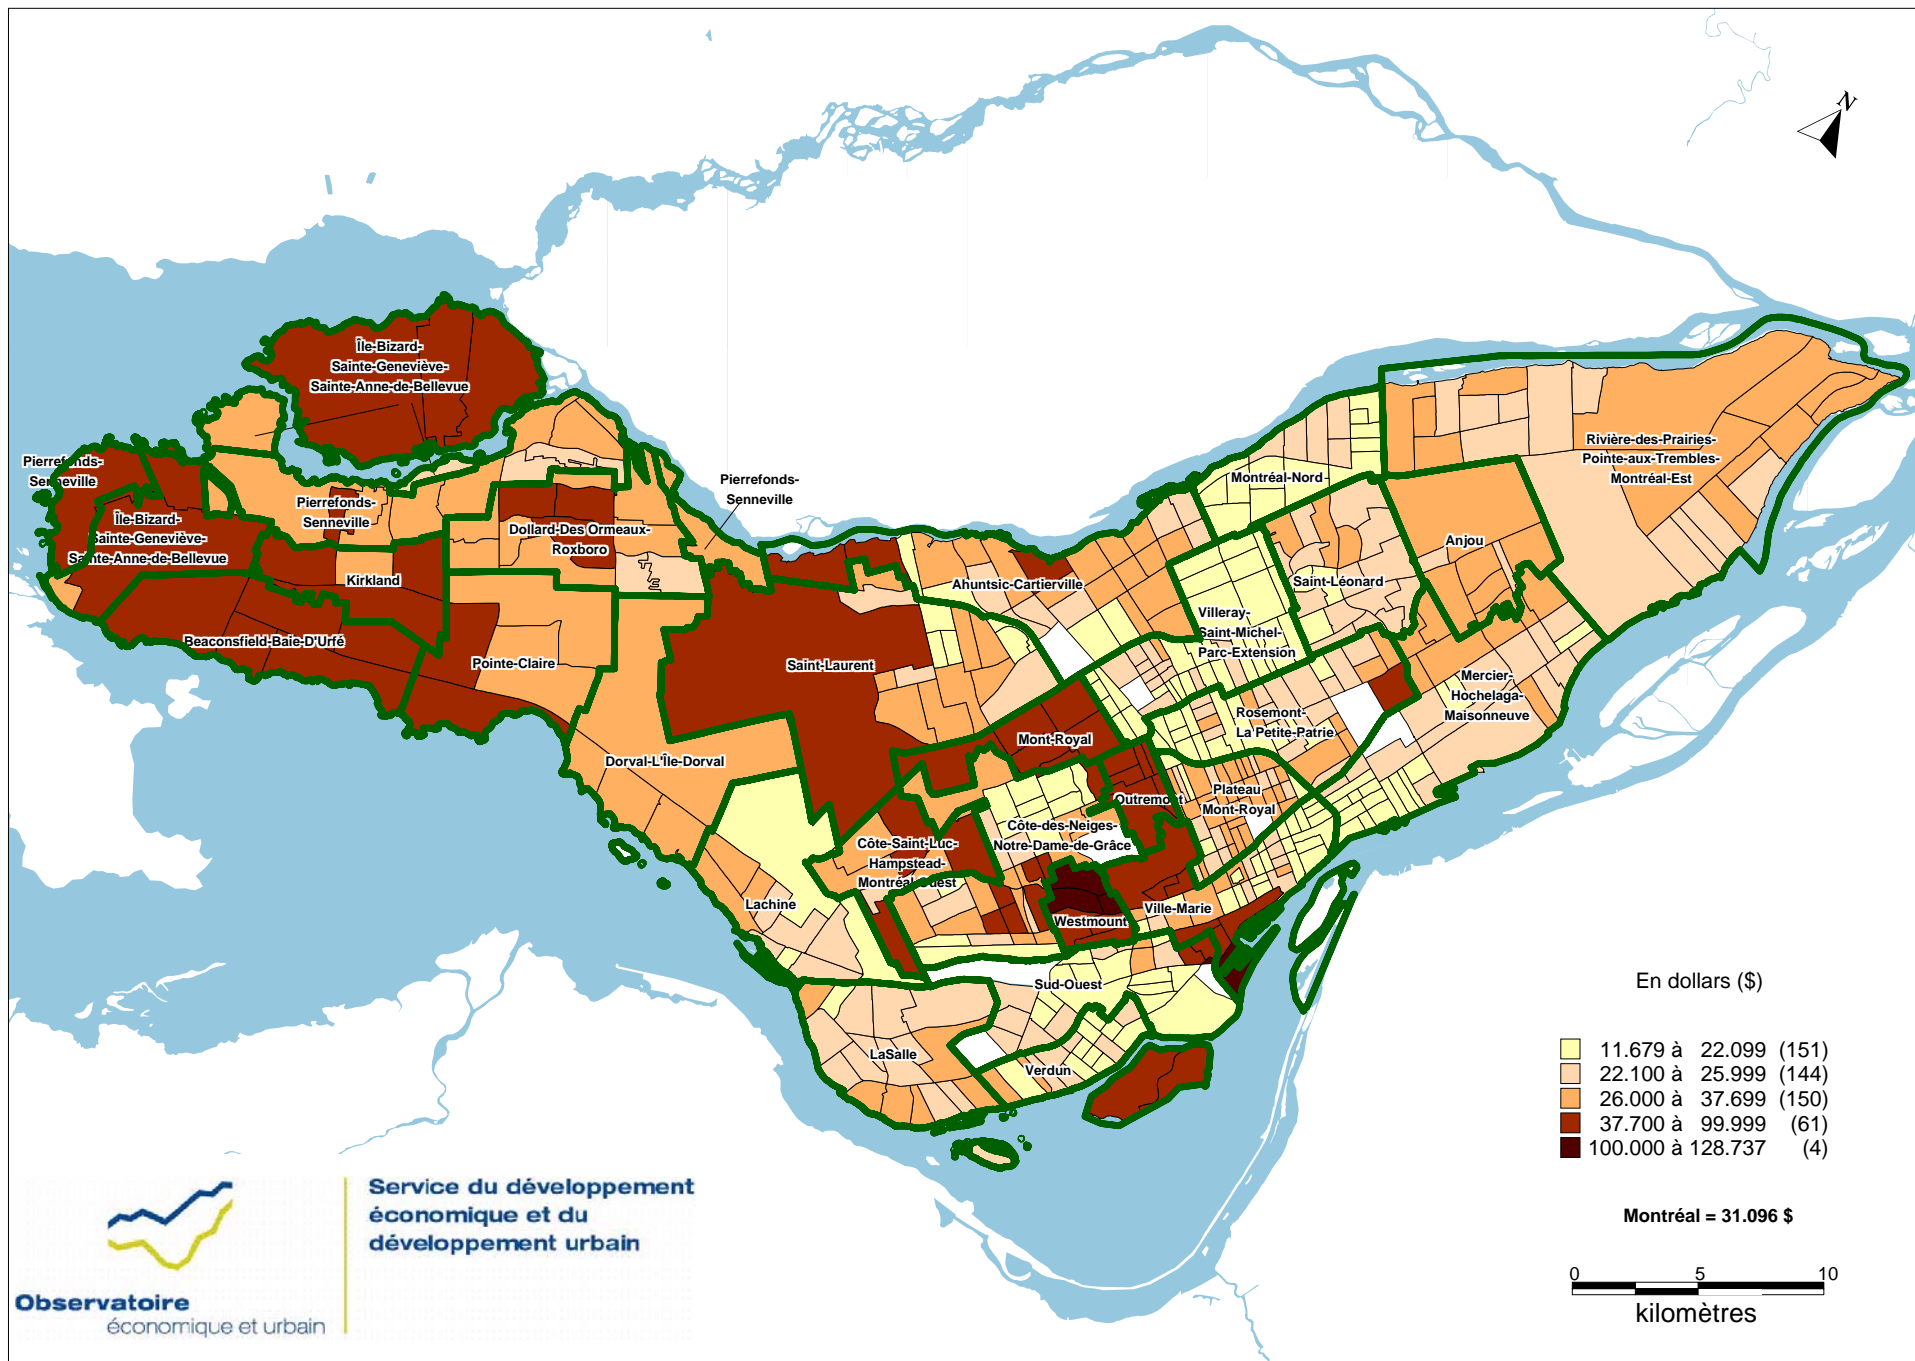 N
Île-Bizard-
Sainte-Geneviève-
Sainte-Anne-de-Bellevue
Pierrefonds-
Senneville
Pierrefonds-
Senneville
Pierrefonds-
Senneville
Île-Bizard-
Sainte-Geneviève-
Sainte-Anne-de-Bellevue
Dollard-Des Ormeaux-
Roxboro
Kirkland
Beaconsfield-Baie-D'Urfé
Pointe-Claire
Dorval-L'Île-Dorval
Saint-Laurent
Ahuntsic-Cartierville
Montréal-Nord
Rivière-des-Prairies-
Pointe-aux-Trembles-
Montréal-Est
Anjou
Saint-Léonard
Villeray-
Saint-Michel-
Parc-Extension
Mercier-
Hochelaga-
Maisonneuve
Rosemont-
La Petite-Patrie
Mont-Royal
Outremont
Plateau
Mont-Royal
Côte-des-Neiges-
Notre-Dame-de-Grâce
Côte-Saint-Luc-
Hampstead-
Montréal-Ouest
Lachine
Westmount
Ville-Marie
Sud-Ouest
LaSalle
Verdun
En dollars ($)
11.679 à 22.099 (151)
22.100 à 25.999 (144)
26.000 à 37.699 (150)
37.700 à 99.999 (61)
100.000 à 128.737 (4)
Montréal = 31.096 $
0 5 10
kilomètres
Service du développement
économique et du
développement urbain
Observatoire
économique et urbain